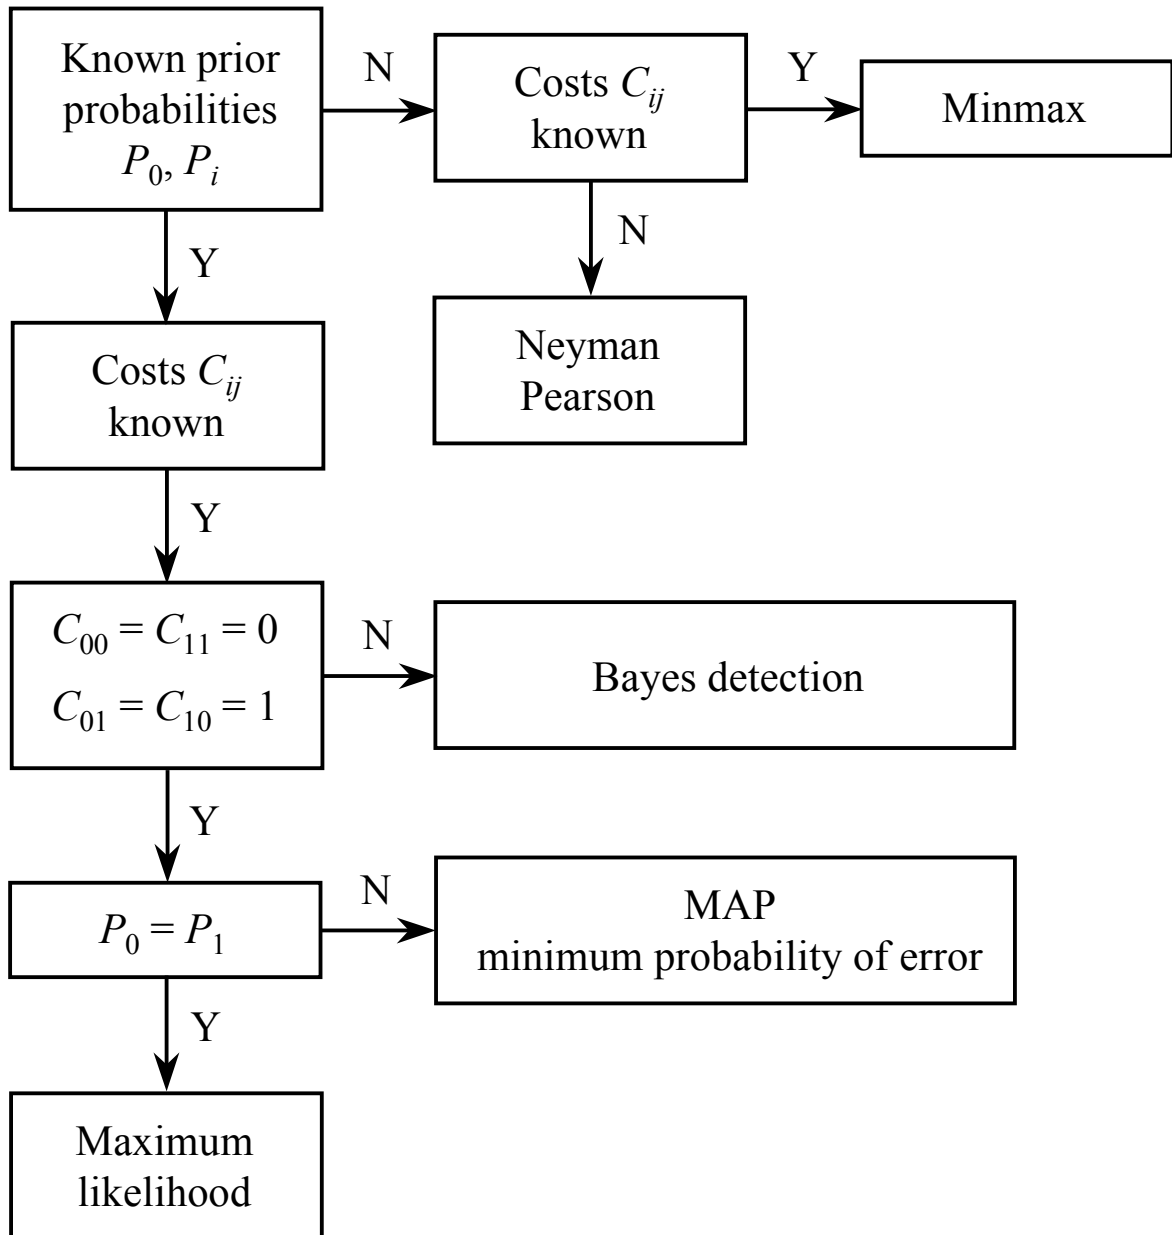 Known prior
probabilities
P₀, Pᵢ
N
Costs Cᵢⱼ
known
Y
Minmax
Y
N
Costs Cᵢⱼ
known
Neyman
Pearson
Y
C₀₀ = C₁₁ = 0
C₀₁ = C₁₀ = 1
N
Bayes detection
Y
P₀ = P₁
N
MAP
minimum probability of error
Y
Maximum
likelihood